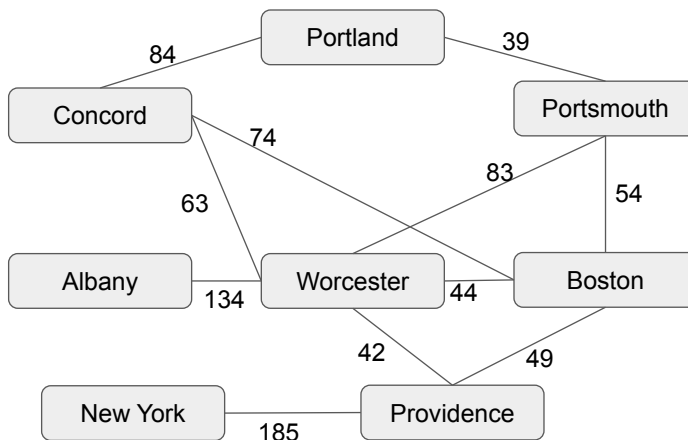 Portland
84
39
Concord
Portsmouth
74
83
63
54
Albany
Worcester
Boston
134
44
42
49
New York
Providence
185